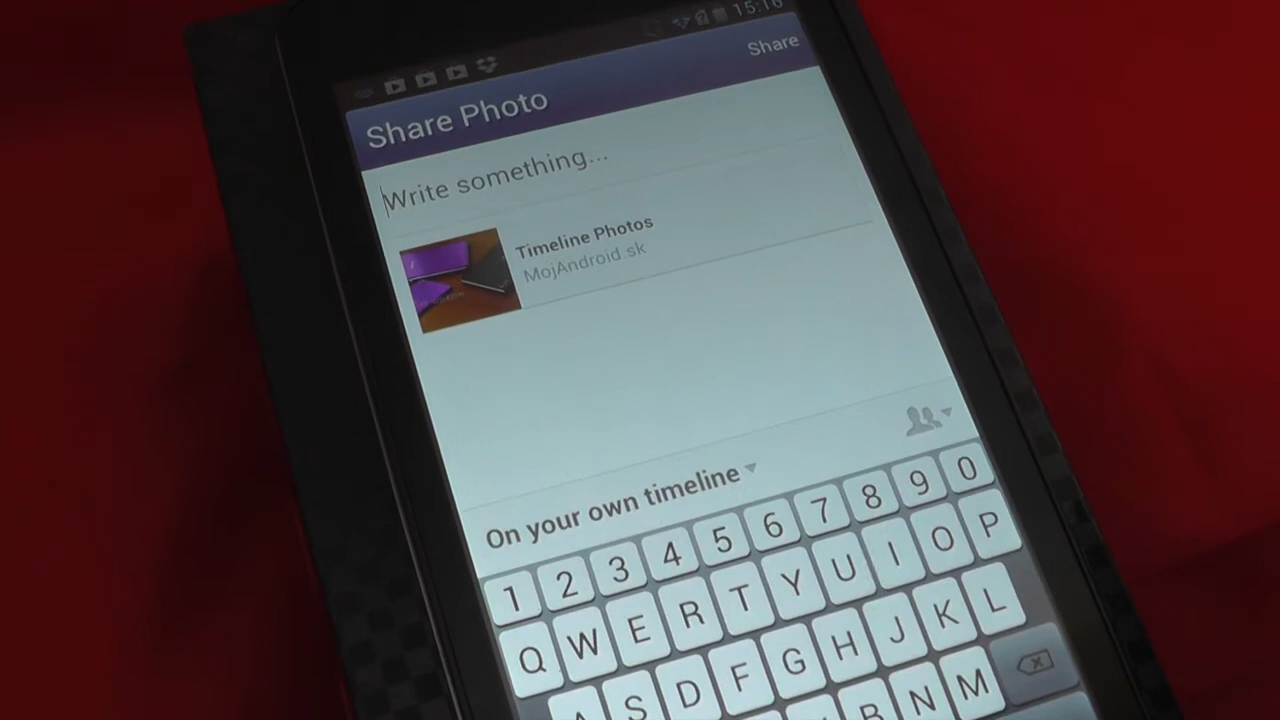 15:16
Share Photo
Share
Write something...
Timeline Photos
MojAndroid.sk
On your own timeline
1 2 3 4 5 6 7 8 9 0
Q W E R T Y U I O P
A S D F G H J K L
B N M